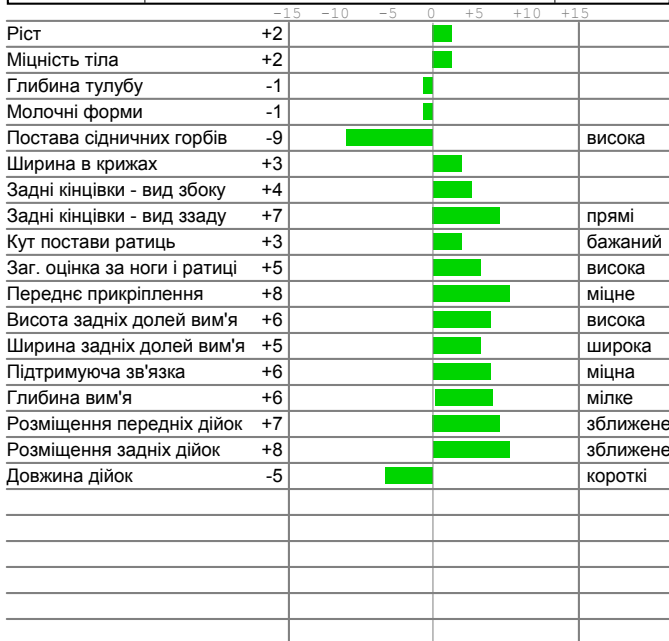 -15 -10 -5 0 +5 +10 +15
Ріст +2
Міцність тіла +2
Глибина тулубу -1
Молочні форми -1
Постава сідничних горбів -9 висока
Ширина в крижах +3
Задні кінцівки - вид збоку +4
Задні кінцівки - вид ззаду +7 прямі
Кут постави ратиць +3 бажаний
Заг. оцінка за ноги і ратиці +5 висока
Переднє прикріплення +8 міцне
Висота задніх долей вим'я +6 висока
Ширина задніх долей вим'я +5 широка
Підтримуюча зв'язка +6 міцна
Глибина вим'я +6 мілке
Розміщення передніх дійок +7 зближене
Розміщення задніх дійок +8 зближене
Довжина дійок -5 короткі